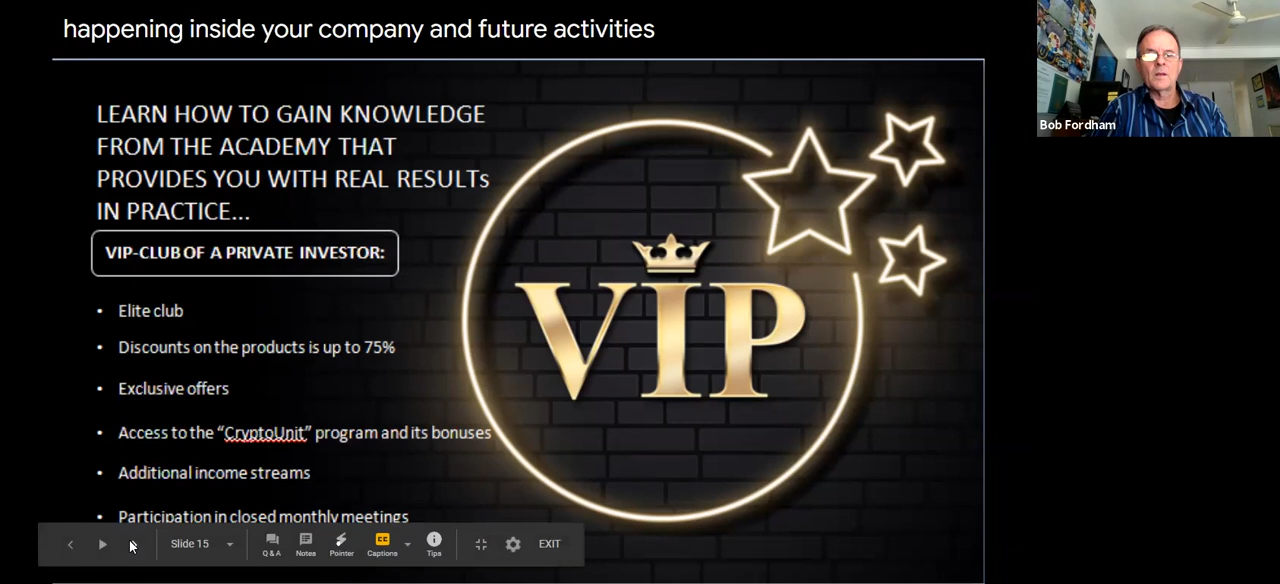 happening inside your company and future activities
Bob Fordham
LEARN HOW TO GAIN KNOWLEDGE
FROM THE ACADEMY THAT
PROVIDES YOU WITH REAL RESULTs
IN PRACTICE...
VIP-CLUB OF A PRIVATE INVESTOR:
• Elite club
• Discounts on the products is up to 75%
• Exclusive offers
• Access to the “CryptoUnit” program and its bonuses
• Additional income streams
• Participation in closed monthly meetings
VIP
Slide 15
Q & A
Notes
Pointer
Captions
Tips
EXIT